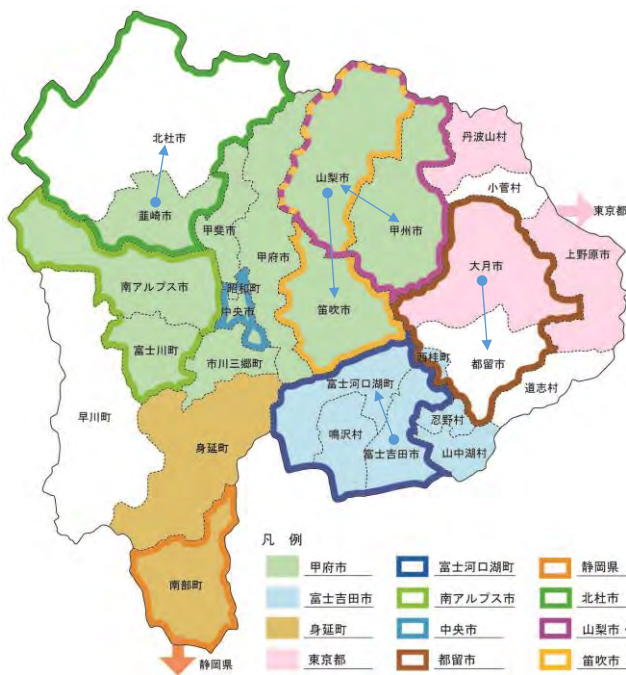 丹波山村
北杜市
小菅村
山梨市
韮崎市
東京都
甲斐市
甲州市
上野原市
甲府市
大月市
南アルプス市
昭和町
中央市
笛吹市
富士川町
西桂町
市川三郷町
都留市
富士河口湖町
道志村
早川町
忍野村
身延町
鳴沢村
富士吉田市
山中湖村
凡 例
甲府市
富士河口湖町
静岡県
富士吉田市
南アルプス市
北杜市
南部町
身延町
中央市
山梨市・
静岡県
東京都
都留市
笛吹市